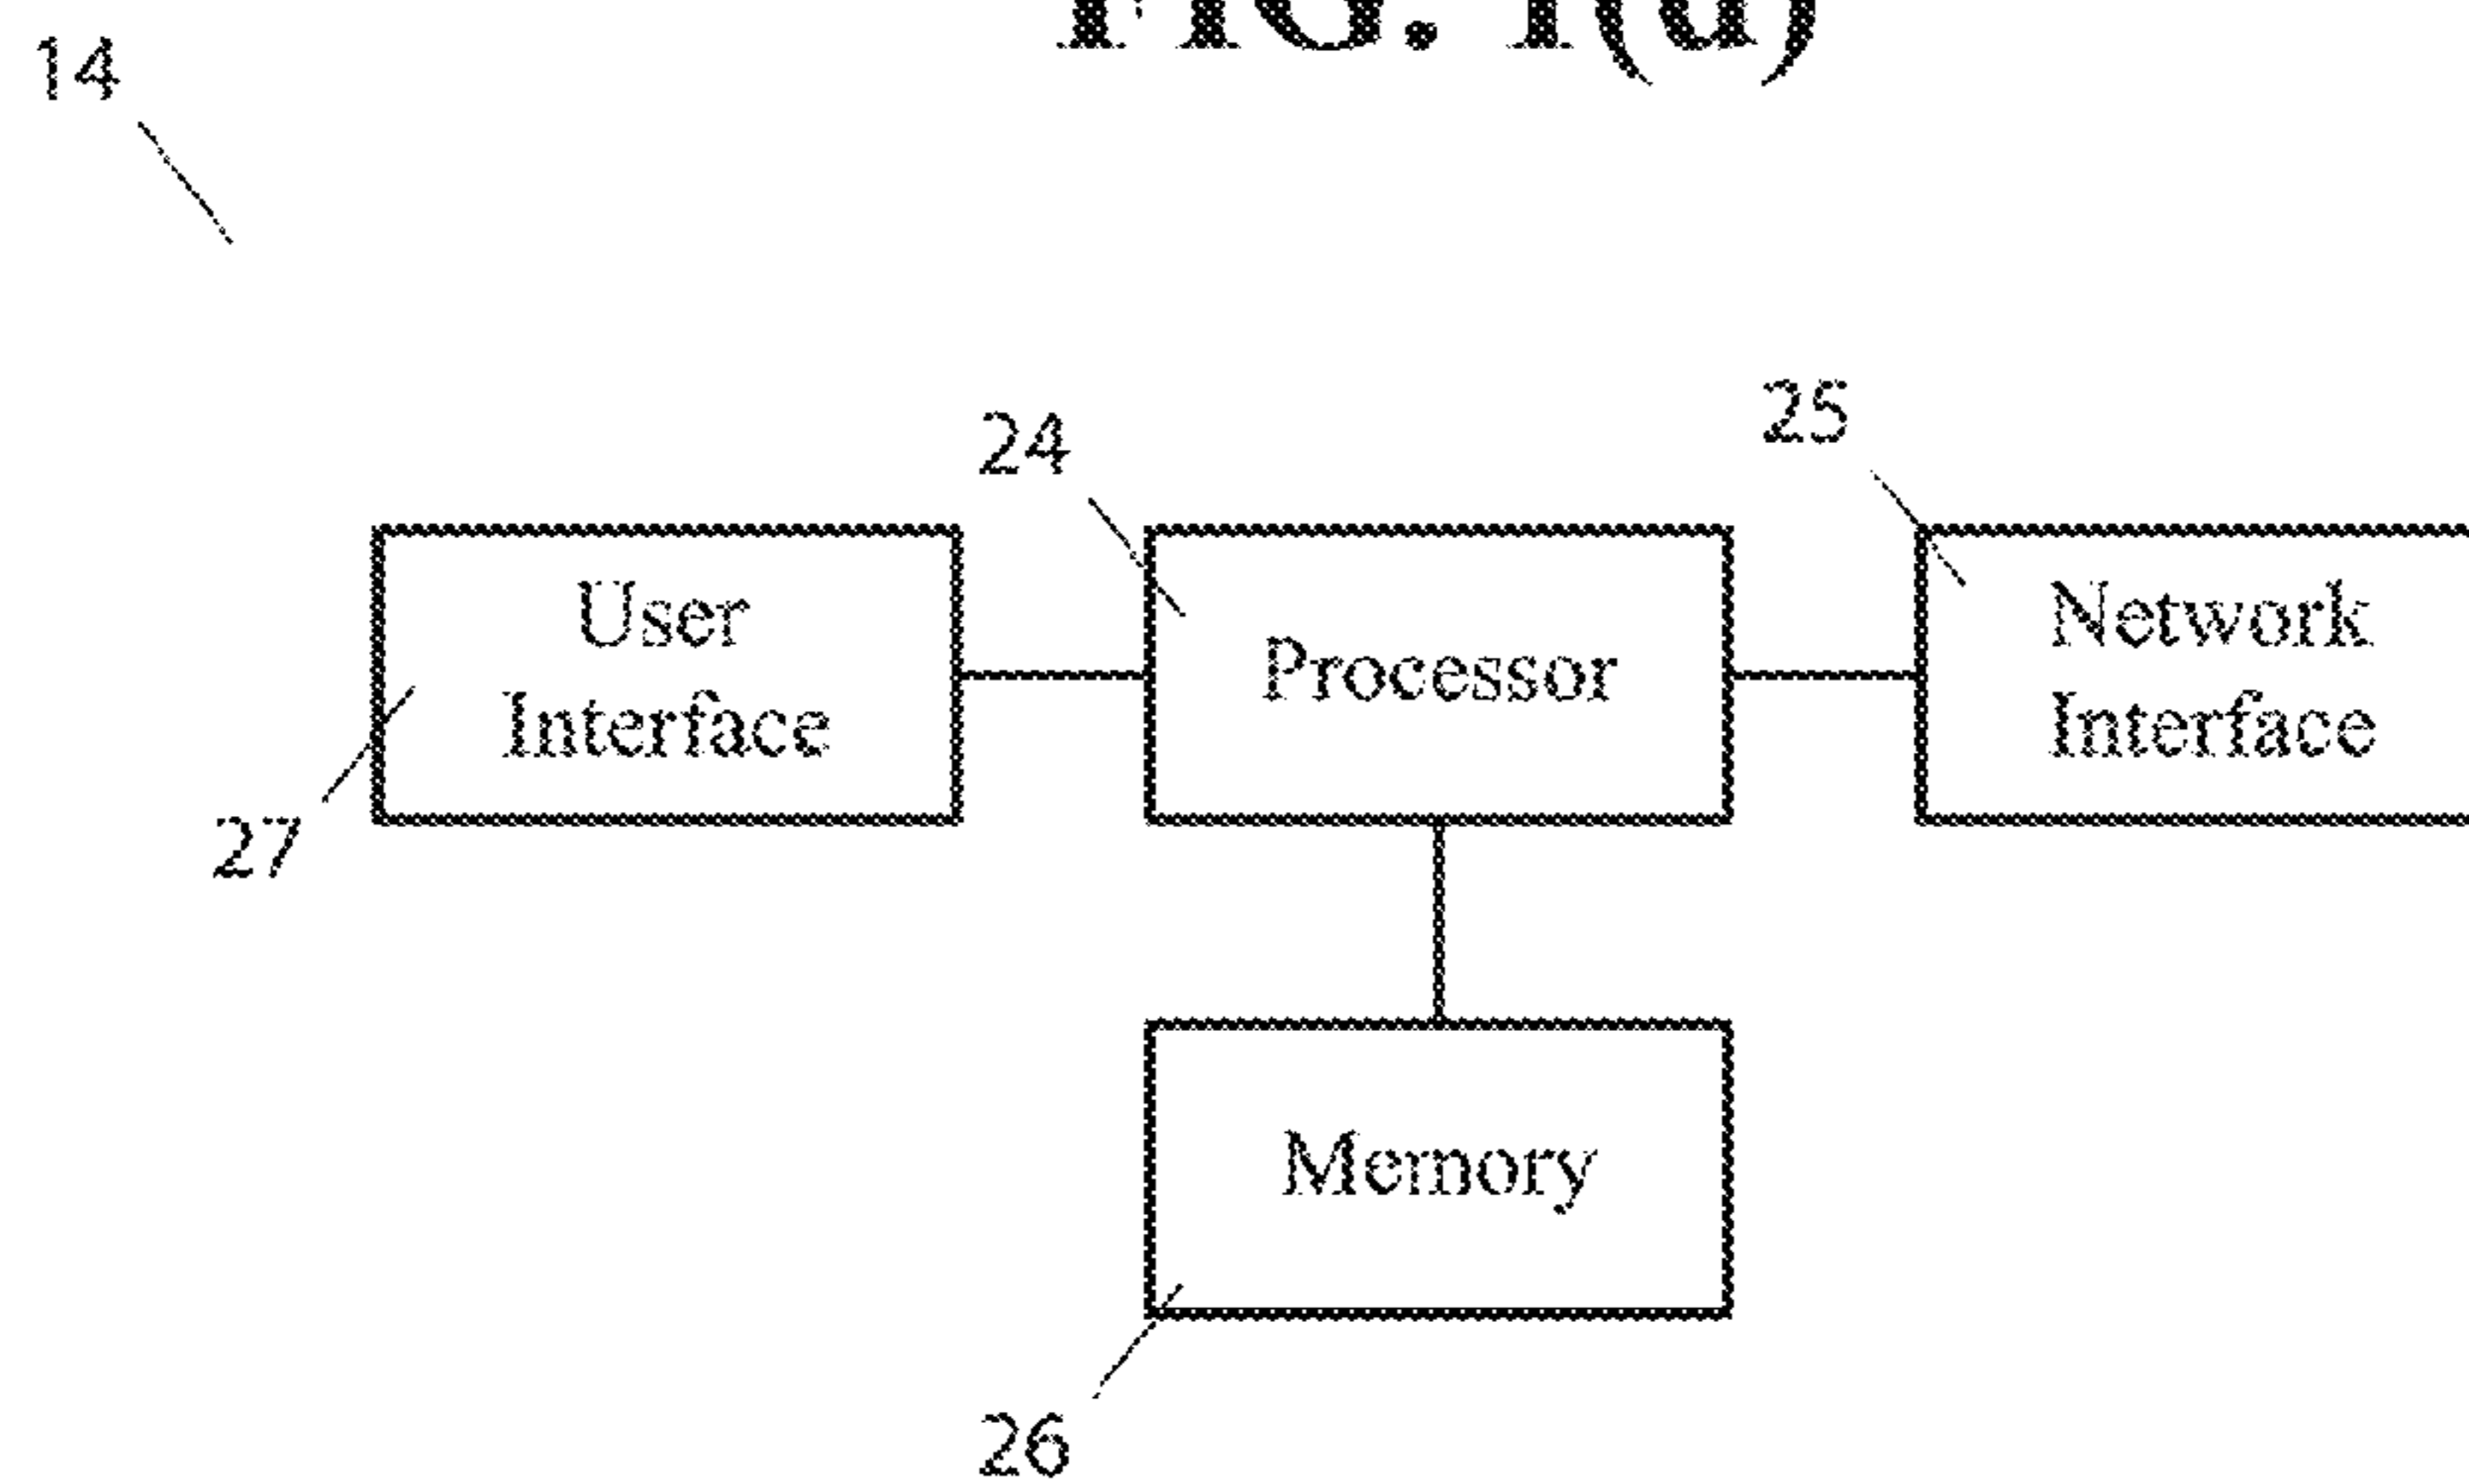 14
24
25
User
Interface
Processor
Network
Interface
27
Memory
26